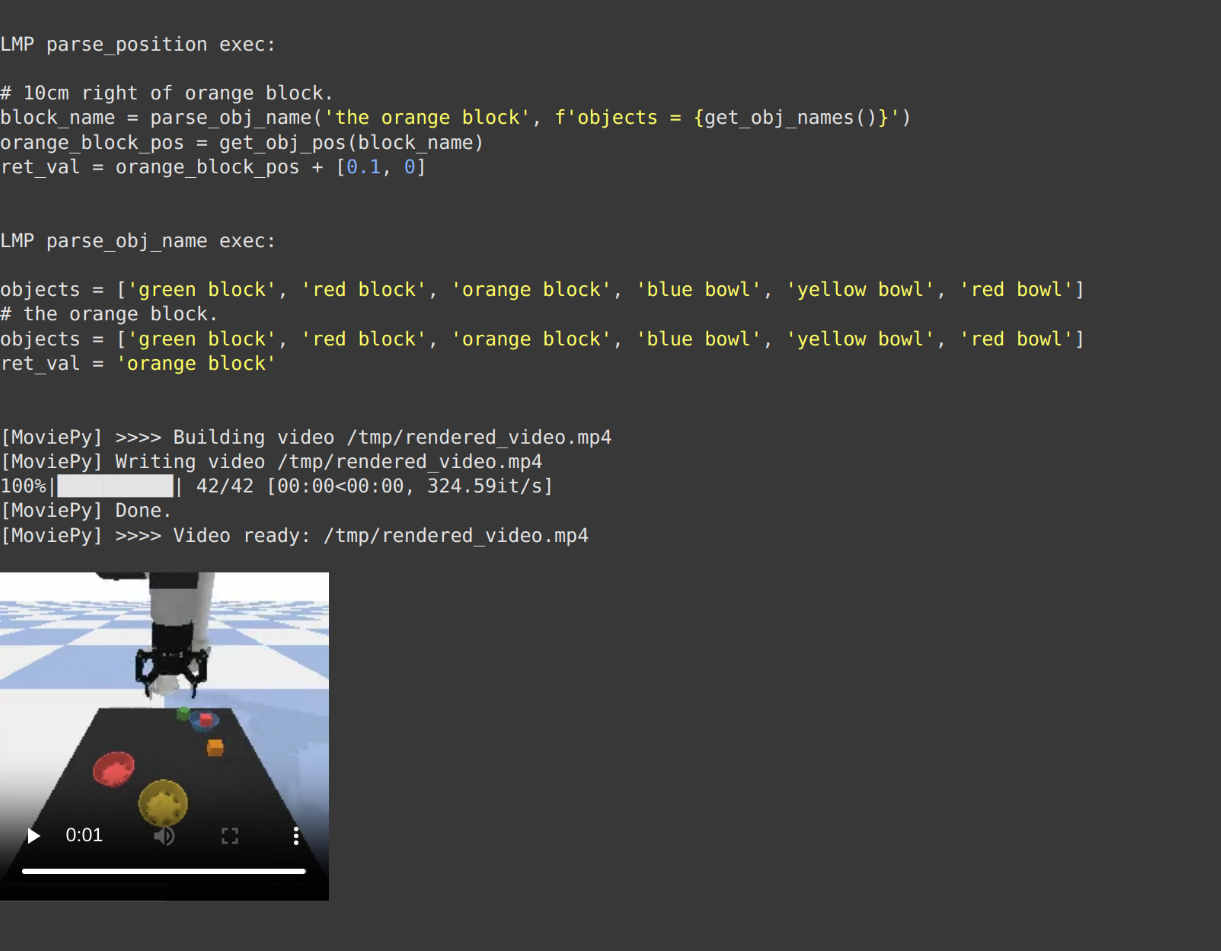 LMP parse_position exec:
# 10cm right of orange block.
block_name = parse_obj_name('the orange block', f'objects = {get_obj_names()}')
orange_block_pos = get_obj_pos(block_name)
ret_val = orange_block_pos + [0.1, 0]
LMP parse_obj_name exec:
objects = ['green block', 'red block', 'orange block', 'blue bowl', 'yellow bowl', 'red bowl']
# the orange block.
objects = ['green block', 'red block', 'orange block', 'blue bowl', 'yellow bowl', 'red bowl']
ret_val = 'orange block'
[MoviePy] >>>> Building video /tmp/rendered_video.mp4
[MoviePy] Writing video /tmp/rendered_video.mp4
100%|██████████| 42/42 [00:00<00:00, 324.59it/s]
[MoviePy] Done.
[MoviePy] >>>> Video ready: /tmp/rendered_video.mp4
0:01